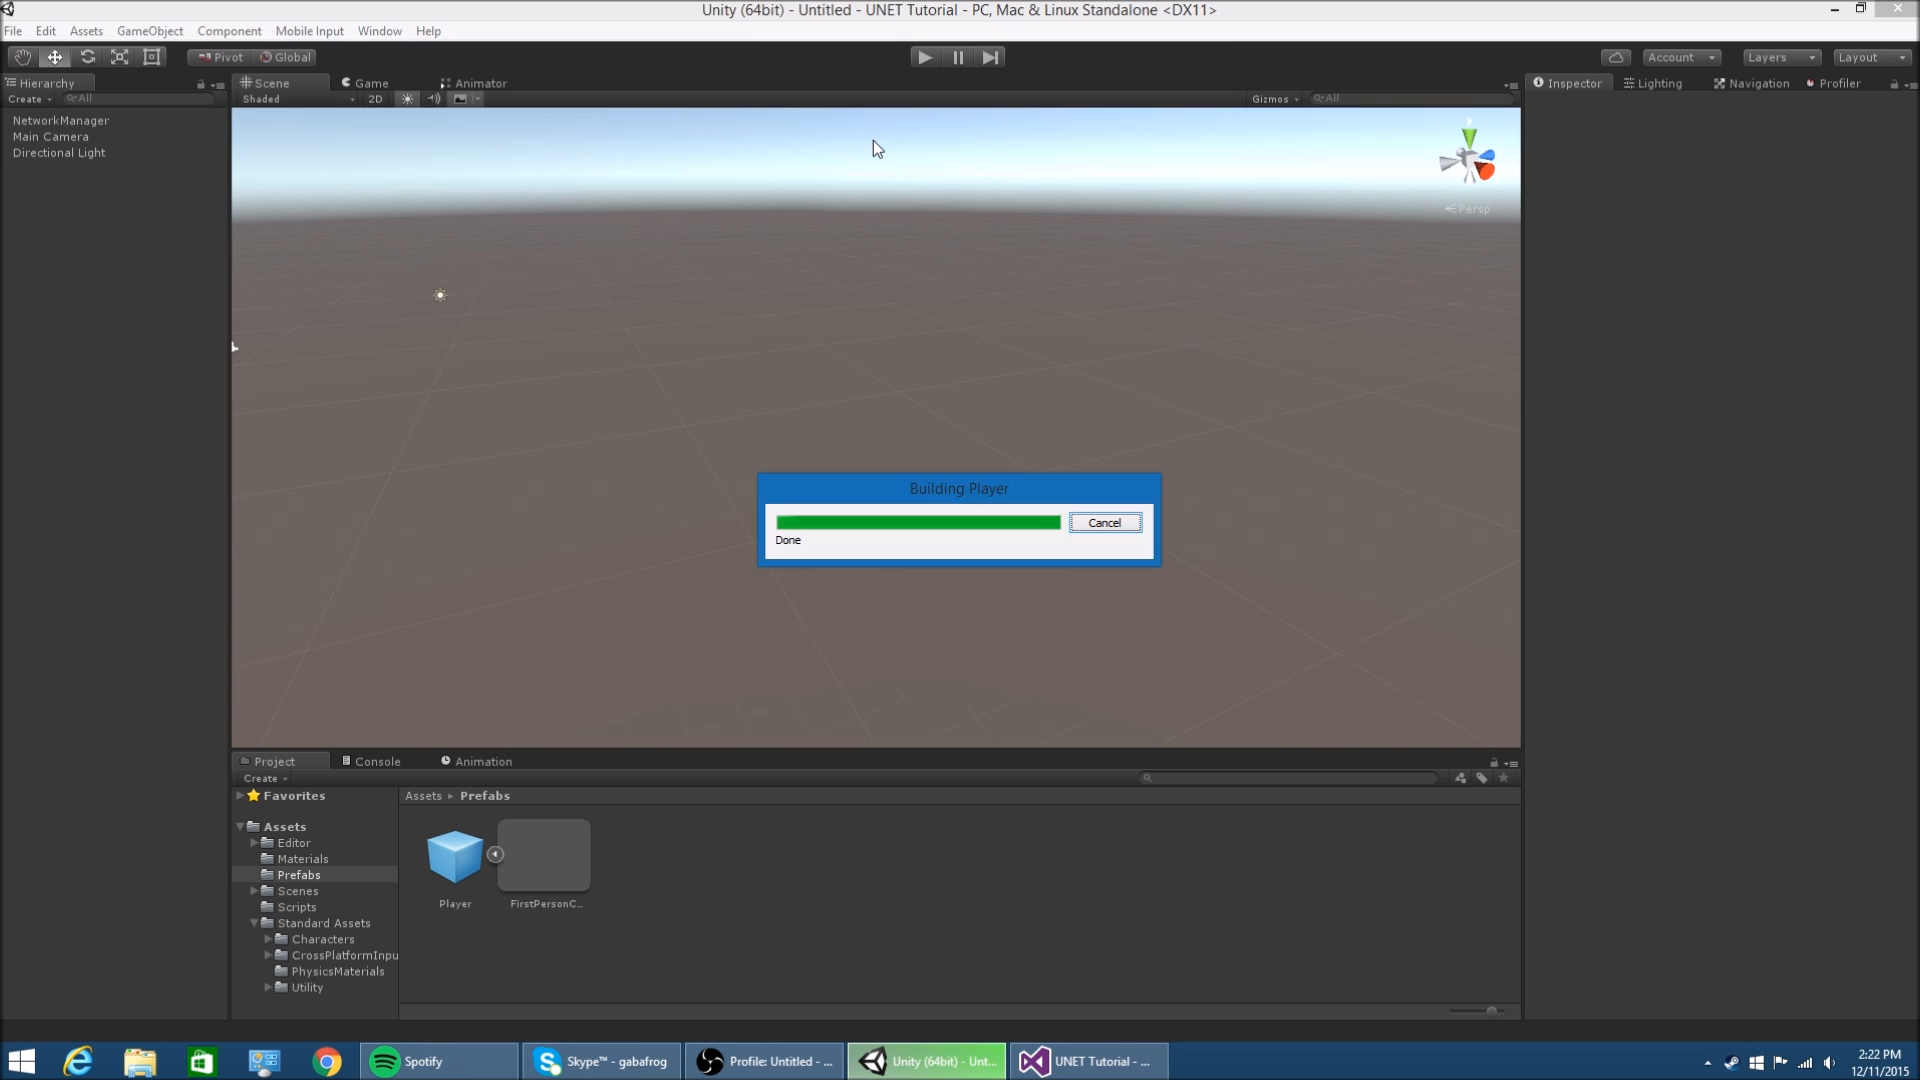 Unity (64bit) - Untitled - UNET Tutorial - PC, Mac & Linux Standalone <DX11>
File Edit Assets GameObject Component Mobile Input Window Help
Pivot Global Account Layers Layout
Hierarchy Scene Game Animator Inspector Lighting Navigation Profiler
Create All Shaded 2D Gizmos All
NetworkManager
Main Camera
Directional Light
y
Persp
Building Player
Cancel
Done
Project Console Animation
Create
Favorites Assets Prefabs
Assets
Editor
Materials
Prefabs
Scenes
Scripts
Standard Assets
Characters
CrossPlatformInpu
PhysicsMaterials
Utility
Player FirstPersonC...
Spotify Skype™ - gabafrog Profile: Untitled - ... Unity (64bit) - Unt... UNET Tutorial - ...
2:22 PM
12/11/2015